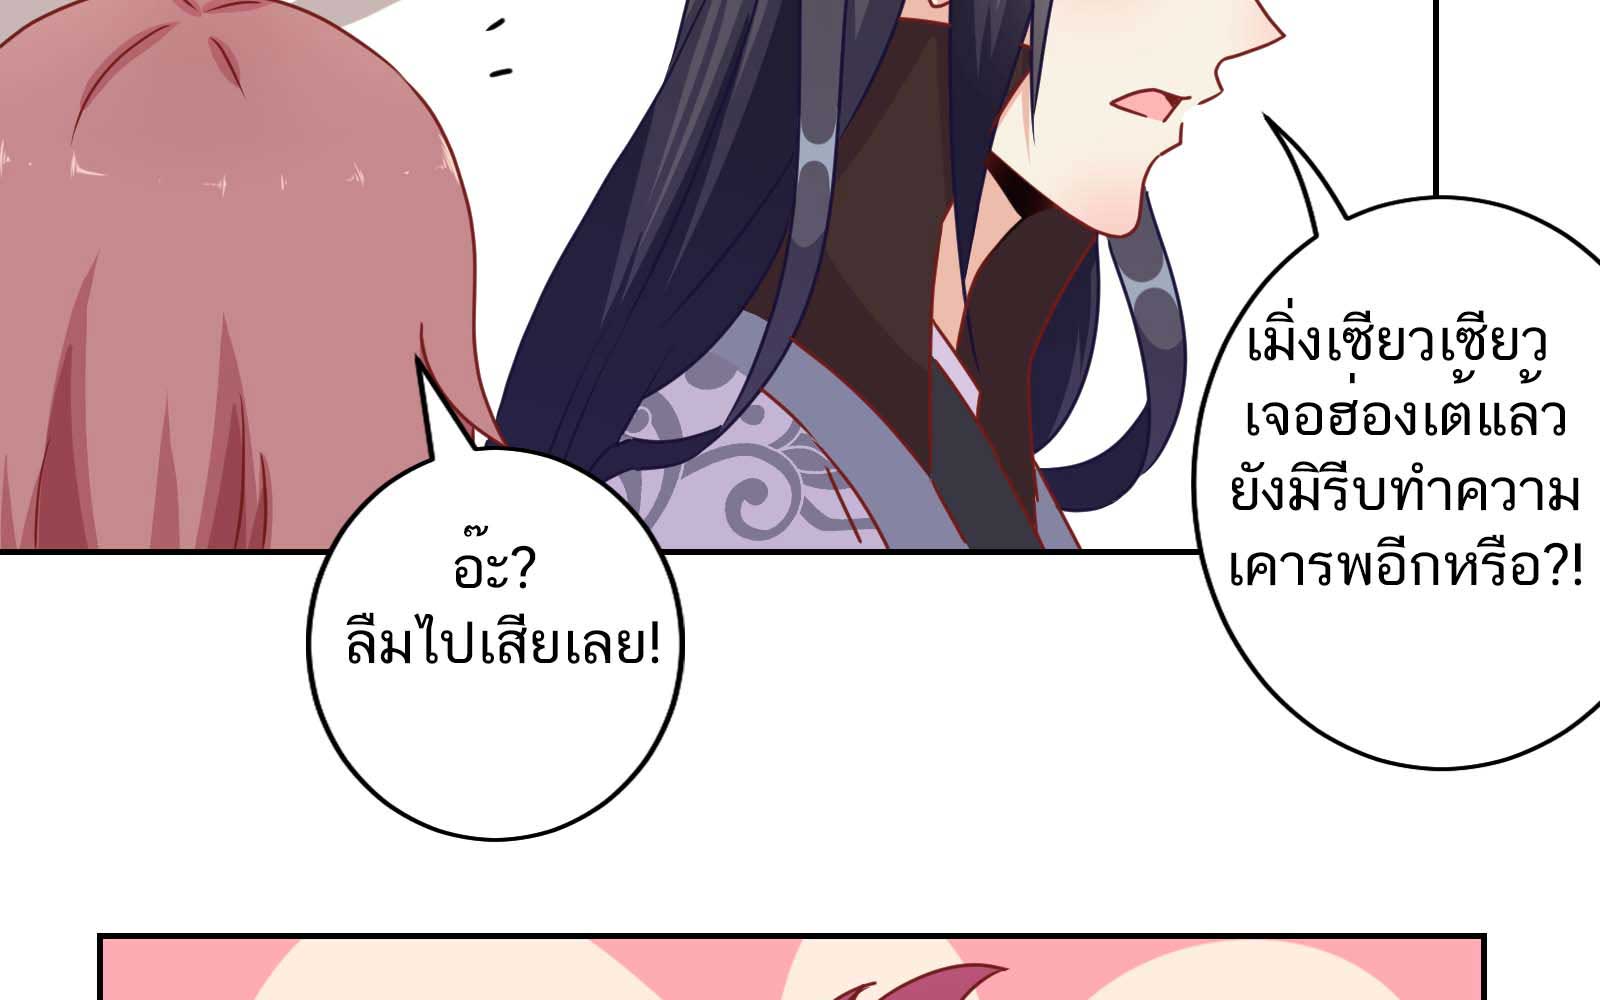 เมิ่งเซียวเซียว
เจอฮ่องเต้แล้ว
ยังมิรีบทำความ
เคารพอีกหรือ?!
อ๊ะ?
ลืมไปเสียเลย!